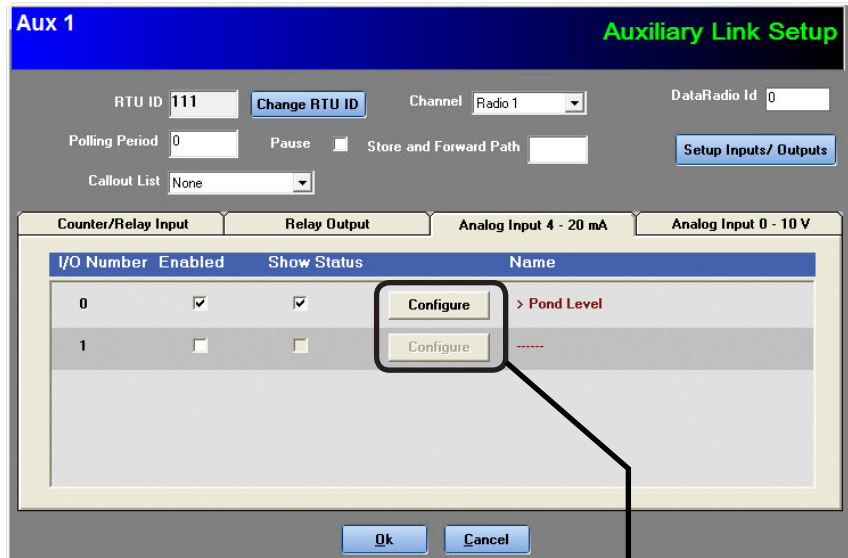 Aux 1
Auxiliary Link Setup
RTU ID 111 Change RTU ID Channel Radio 1 DataRadio Id 0
Polling Period 0 Pause Store and Forward Path Setup Inputs/ Outputs
Callout List None
Counter/Relay Input Relay Output Analog Input 4 - 20 mA Analog Input 0 - 10 V
I/O Number Enabled Show Status Name
0 Configure > Pond Level
1 Configure ------
Ok Cancel